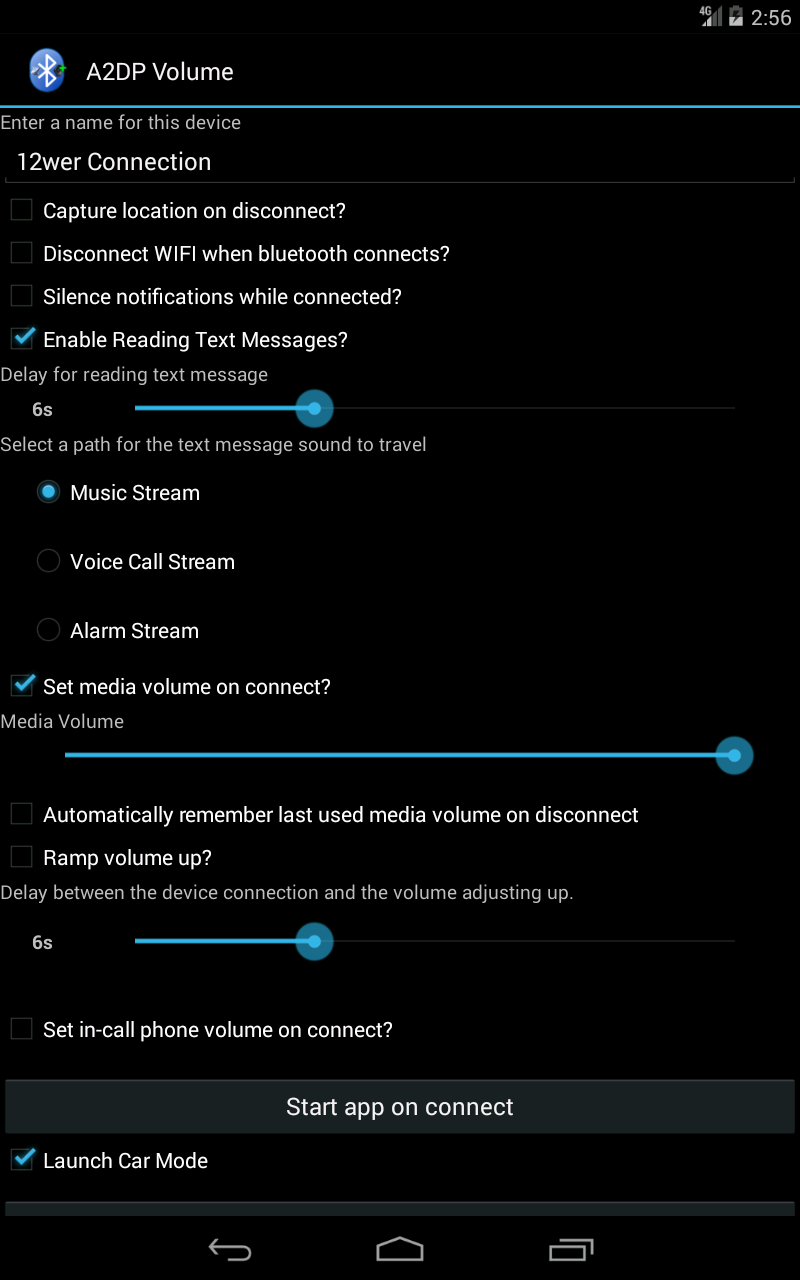 4G 2:56
A2DP Volume
Enter a name for this device
12wer Connection
Capture location on disconnect?
Disconnect WIFI when bluetooth connects?
Silence notifications while connected?
Enable Reading Text Messages?
Delay for reading text message
6s
Select a path for the text message sound to travel
Music Stream
Voice Call Stream
Alarm Stream
Set media volume on connect?
Media Volume
Automatically remember last used media volume on disconnect
Ramp volume up?
Delay between the device connection and the volume adjusting up.
6s
Set in-call phone volume on connect?
Start app on connect
Launch Car Mode